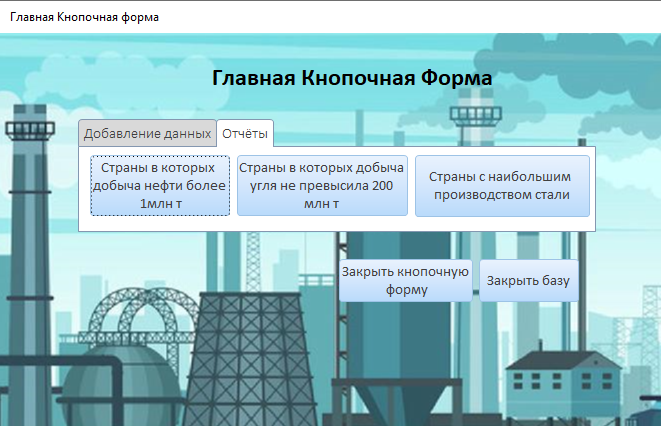 Главная Кнопочная форма
Главная Кнопочная Форма
Добавление данных
Отчёты
Страны в которых
добыча нефти более
1млн т
Страны в которых добыча
угля не превысила 200
млн т
Страны с наибольшим
производством стали
Закрыть кнопочную
форму
Закрыть базу